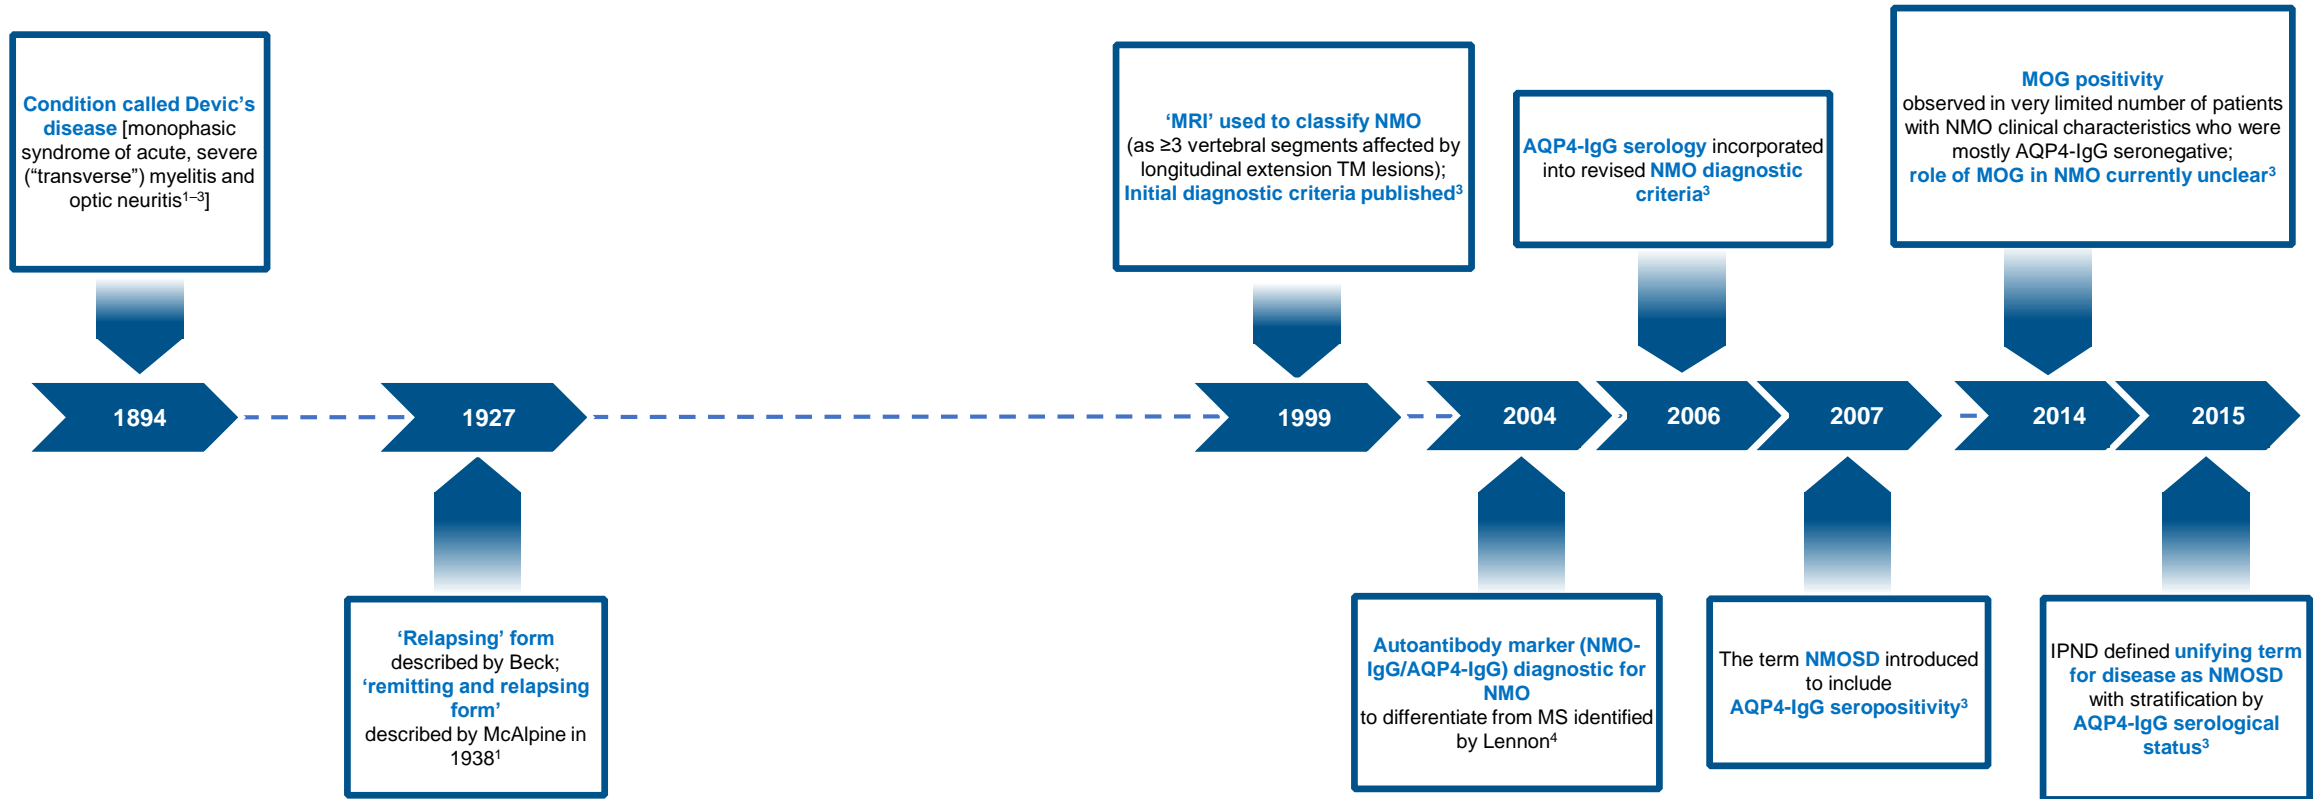 Condition called Devic's
disease [monophasic
syndrome of acute, severe
(“transverse”) myelitis and
optic neuritis¹⁻³]
‘MRI’ used to classify NMO
(as ≥3 vertebral segments affected by
longitudinal extension TM lesions);
Initial diagnostic criteria published³
AQP4-IgG serology incorporated
into revised NMO diagnostic
criteria³
MOG positivity
observed in very limited number of patients
with NMO clinical characteristics who were
mostly AQP4-IgG seronegative;
role of MOG in NMO currently unclear³
1894
1927
1999
2004
2006
2007
2014
2015
‘Relapsing’ form
described by Beck;
‘remitting and relapsing
form’
described by McAlpine in
1938¹
Autoantibody marker (NMO-
IgG/AQP4-IgG) diagnostic for
NMO
to differentiate from MS identified
by Lennon⁴
The term NMOSD introduced
to include
AQP4-IgG seropositivity³
IPND defined unifying term
for disease as NMOSD
with stratification by
AQP4-IgG serological
status³